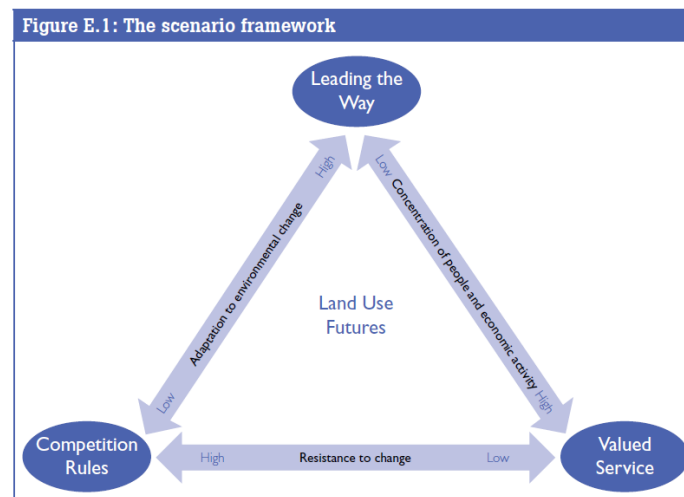 Figure E.1: The scenario framework
Leading the
Way
High
Adaptation to environmental change
Low
Low
Concentration of people and economic activity
High
Land Use
Futures
Competition
Rules
High
Resistance to change
Low
Valued
Service